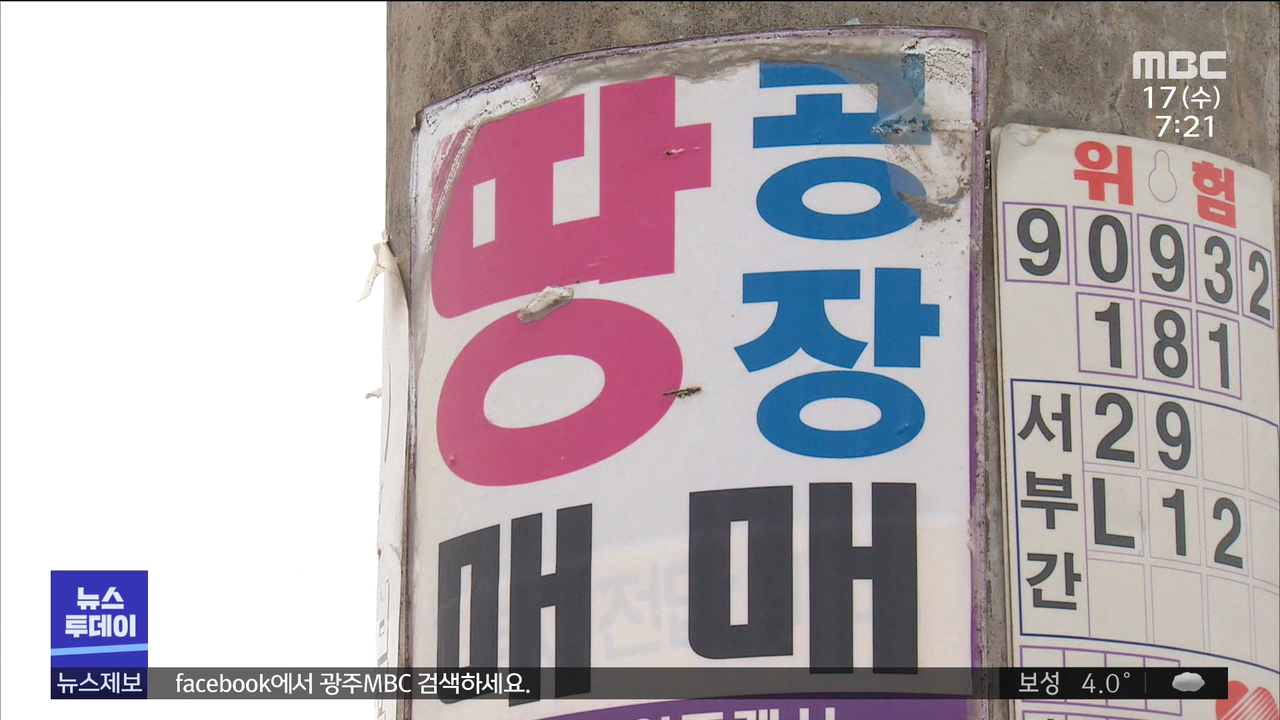 MBC
17(수)
7:21
땅 공장
매매
위험
90932
181
서부간
29
L12
뉴스
투데이
뉴스제보 facebook에서 광주MBC 검색하세요.
보성 4.0°